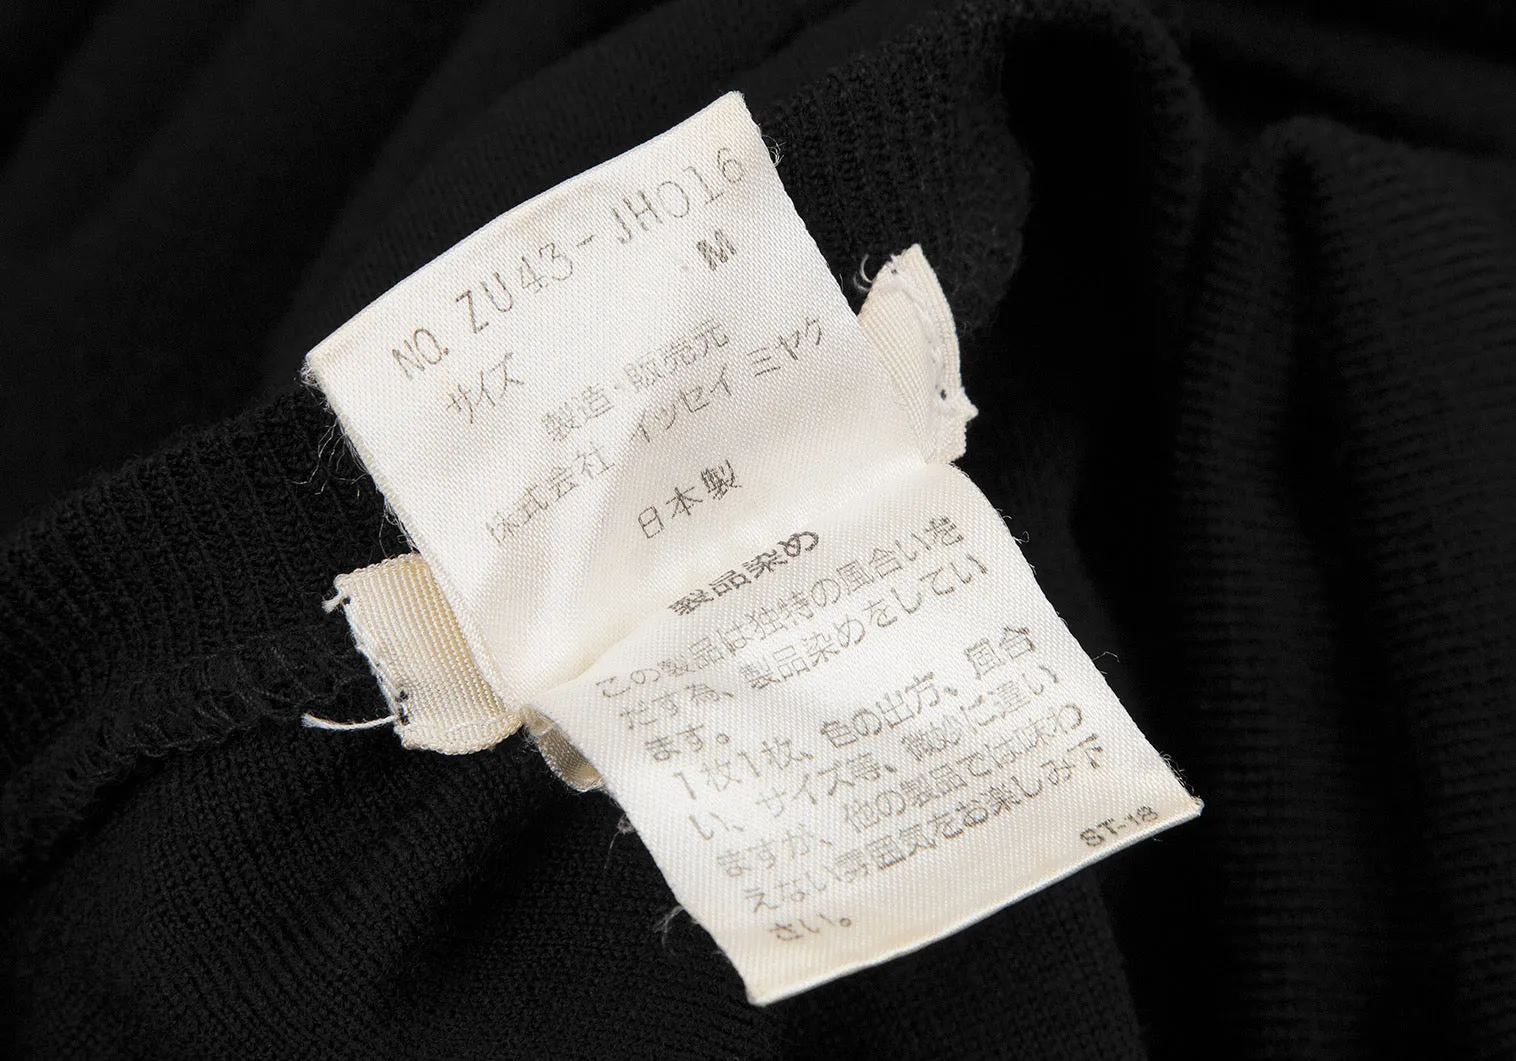 NO. ZU43-JH016
サイズ M
製造・販売元
株式会社 イッセイ ミヤケ
日本製
製品染め
この製品は独特の風合いを
だす為、製品染めをしてい
ます。
1枚1枚、色の出方、風合
い、サイズ等、微妙に違い
ますが、他の製品では味わ
えない雰囲気をお楽しみ下
さい。
ST-18